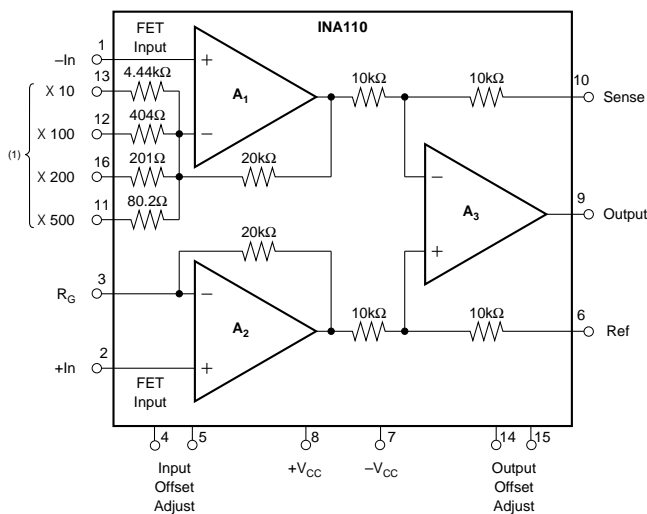 INA110
FET
Input
1
–In
13
4.44kΩ
X 10
12
404Ω
X 100
(1)
16
201Ω
X 200
11
80.2Ω
X 500
+
A1
–
20kΩ
10kΩ
10kΩ
10
Sense
–
A3
+
9
Output
20kΩ
3
RG
–
A2
+
10kΩ
10kΩ
6
Ref
2
+In
FET
Input
4
5
8
7
14
15
Input
Offset
Adjust
+VCC
–VCC
Output
Offset
Adjust